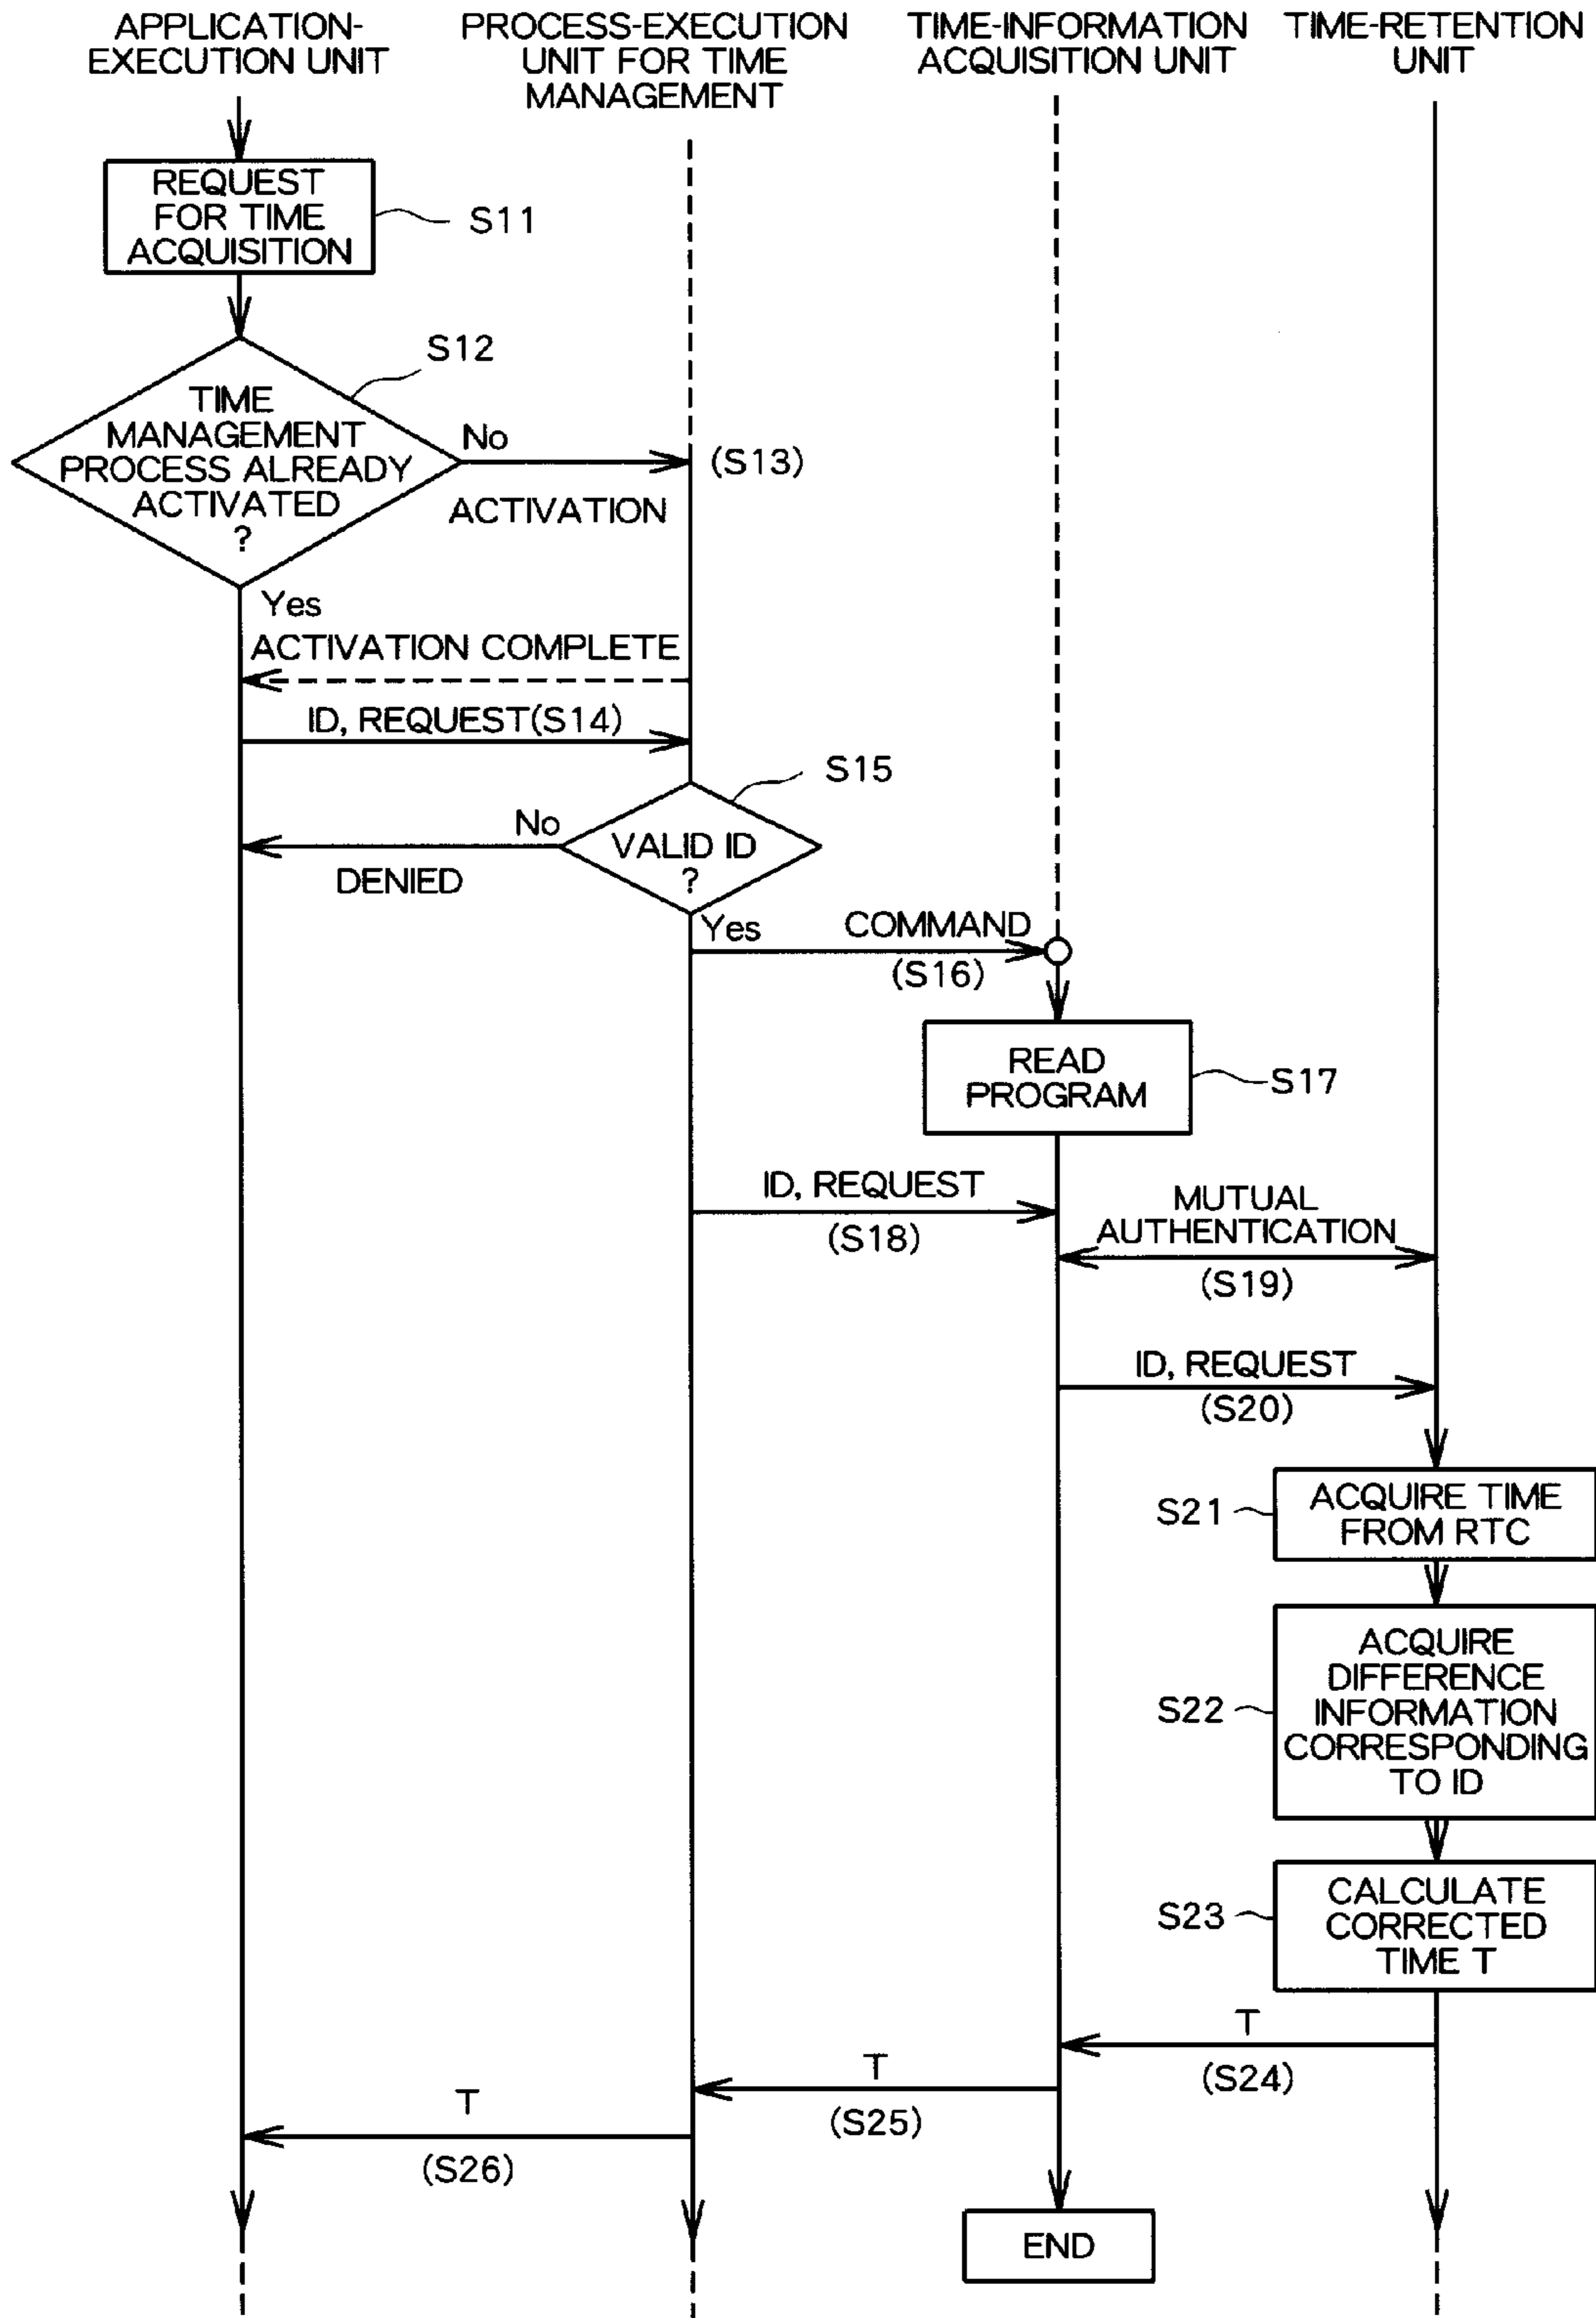 APPLICATION-
EXECUTION UNIT
PROCESS-EXECUTION
UNIT FOR TIME
MANAGEMENT
TIME-INFORMATION
ACQUISITION UNIT
TIME-RETENTION
UNIT
REQUEST
FOR TIME
ACQUISITION
S11
S12
TIME
MANAGEMENT
PROCESS ALREADY
ACTIVATED
?
No
(S13)
ACTIVATION
Yes
ACTIVATION COMPLETE
ID, REQUEST(S14)
S15
No
VALID ID
?
DENIED
Yes
COMMAND
(S16)
READ
PROGRAM
S17
ID, REQUEST
(S18)
MUTUAL
AUTHENTICATION
(S19)
ID, REQUEST
(S20)
S21
ACQUIRE TIME
FROM RTC
S22
ACQUIRE
DIFFERENCE
INFORMATION
CORRESPONDING
TO ID
S23
CALCULATE
CORRECTED
TIME T
T
(S24)
T
(S25)
T
(S26)
END